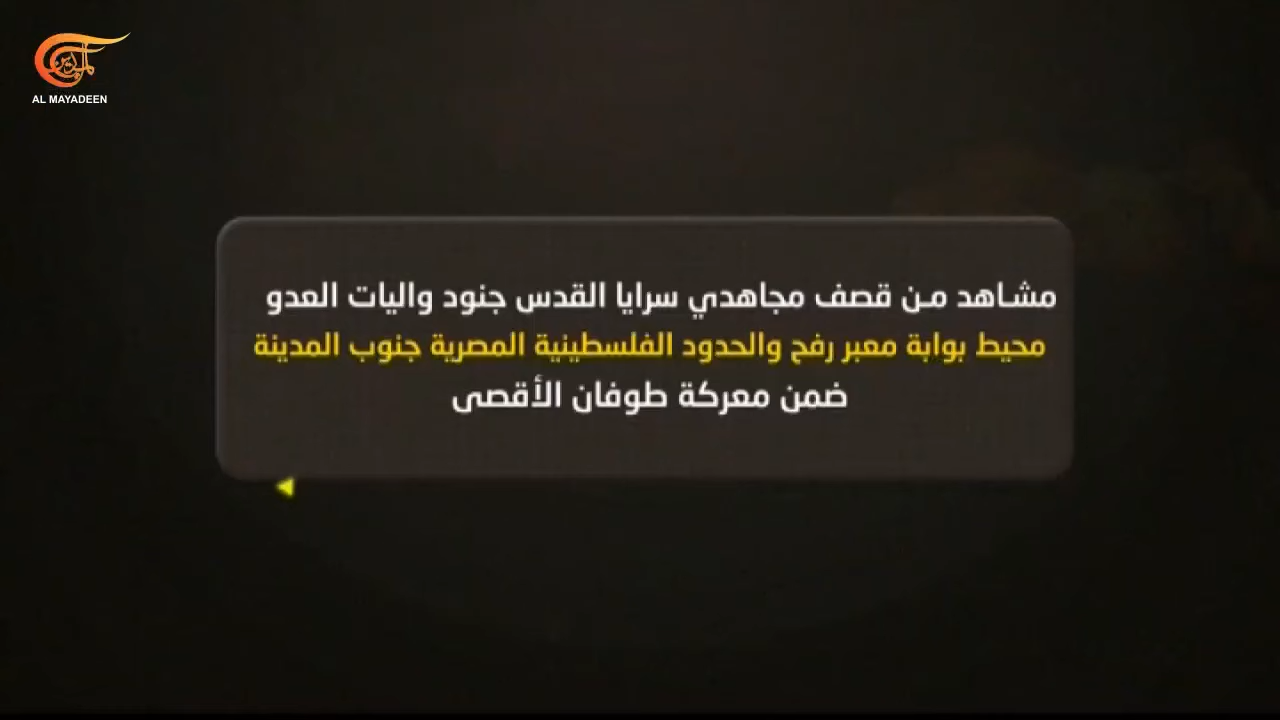 AL MAYADEEN
مشاهد من قصف مجاهدي سرايا القدس جنود واليات العدو
محيط بوابة معبر رفح والحدود الفلسطينية المصرية جنوب المدينة
ضمن معركة طوفان الأقصى